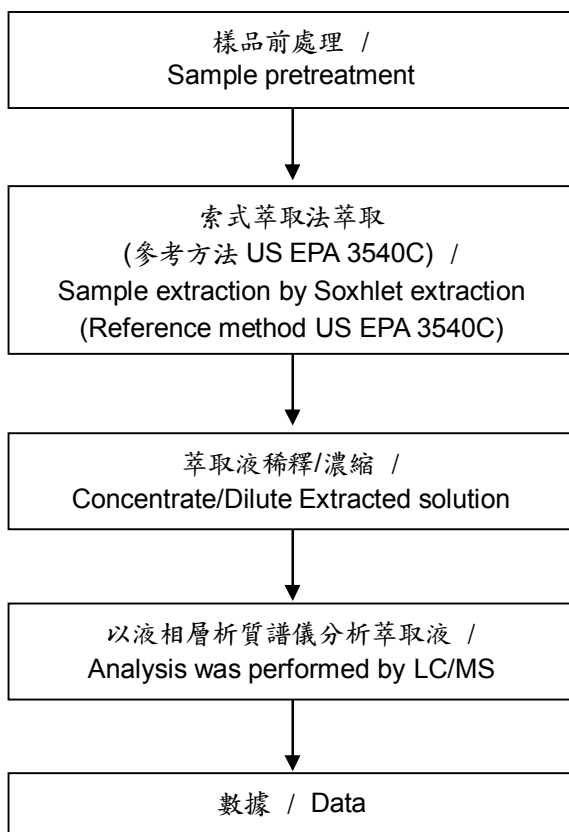 樣品前處理 /
Sample pretreatment
索式萃取法萃取
(參考方法 US EPA 3540C) /
Sample extraction by Soxhlet extraction
(Reference method US EPA 3540C)
萃取液稀釋/濃縮 /
Concentrate/Dilute Extracted solution
以液相層析質譜儀分析萃取液 /
Analysis was performed by LC/MS
數據 / Data